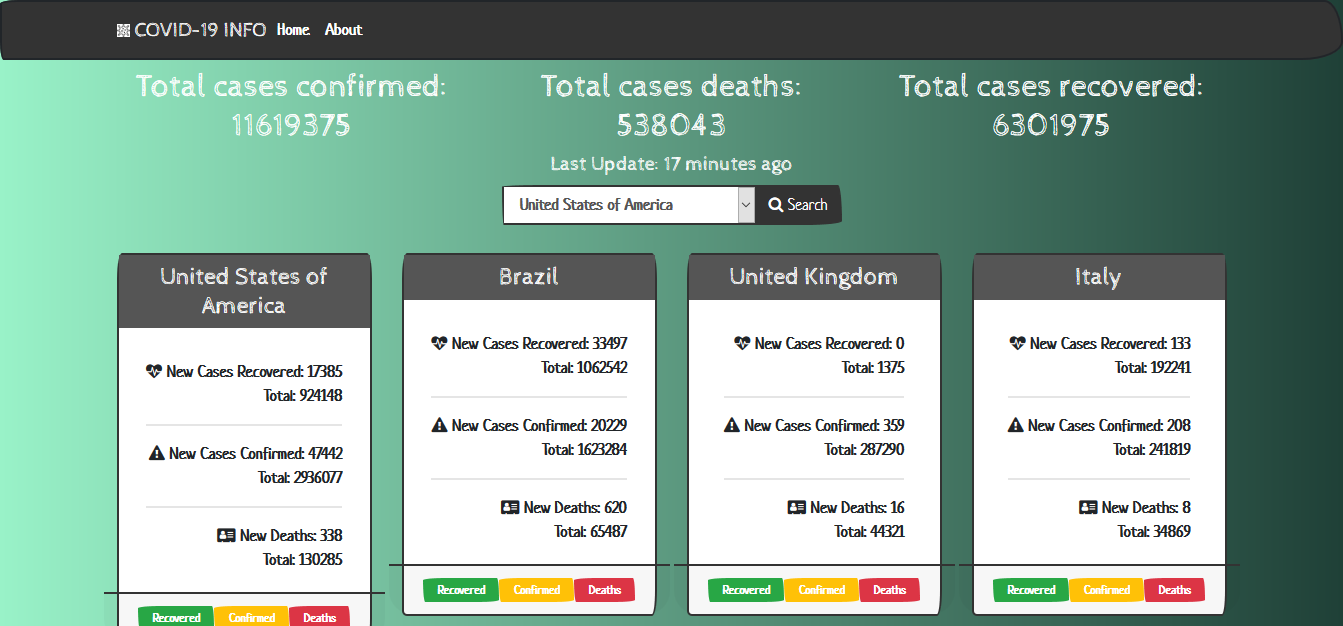 COVID-19 INFO Home About
Total cases confirmed:
11619375
Total cases deaths:
538043
Total cases recovered:
6301975
Last Update: 17 minutes ago
United States of America Search
United States of
America
New Cases Recovered: 17385
Total: 924148
New Cases Confirmed: 47442
Total: 2936077
New Deaths: 338
Total: 130285
Recovered Confirmed Deaths
Brazil
New Cases Recovered: 33497
Total: 1062542
New Cases Confirmed: 20229
Total: 1623284
New Deaths: 620
Total: 65487
Recovered Confirmed Deaths
United Kingdom
New Cases Recovered: 0
Total: 1375
New Cases Confirmed: 359
Total: 287290
New Deaths: 16
Total: 44321
Recovered Confirmed Deaths
Italy
New Cases Recovered: 133
Total: 192241
New Cases Confirmed: 208
Total: 241819
New Deaths: 8
Total: 34869
Recovered Confirmed Deaths